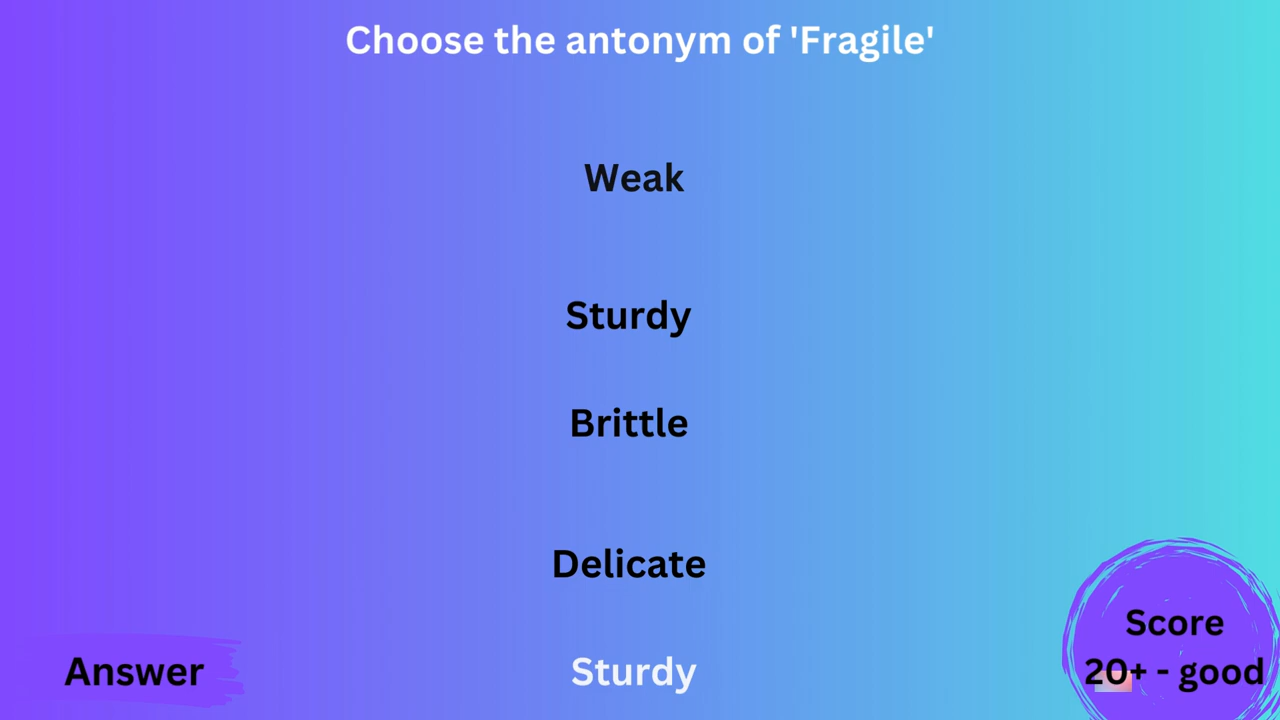 Choose the antonym of 'Fragile'
Weak
Sturdy
Brittle
Delicate
Answer
Sturdy
Score
20+ - good